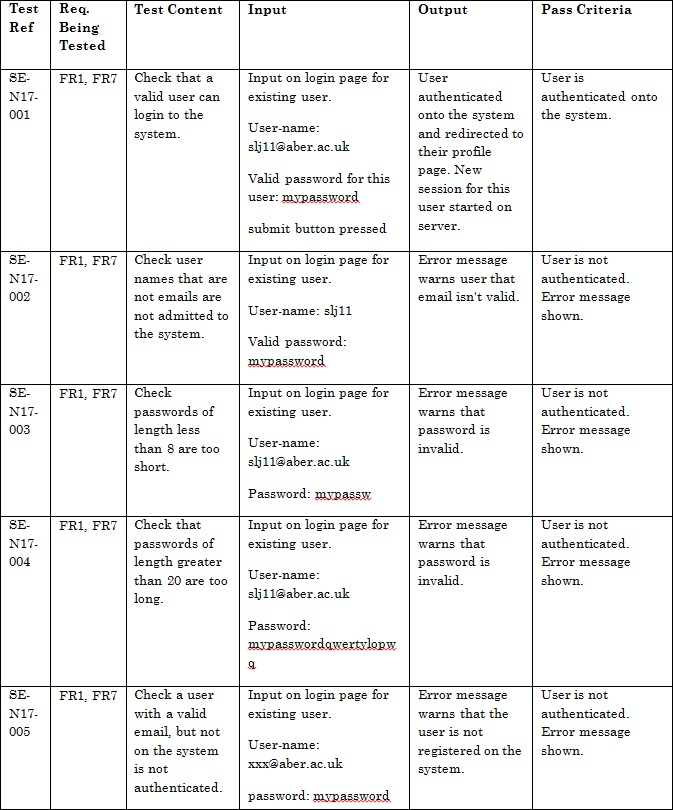 Test Ref
Req. Being Tested
Test Content
Input
Output
Pass Criteria
SE-
N17-
001
FR1, FR7
Check that a
valid user can
login to the
system.
Input on login page for
existing user.
User-name:
slj11@aber.ac.uk
Valid password for this
user: mypassword
submit button pressed
User
authenticated
onto the system
and redirected to
their profile
page. New
session for this
user started on
server.
User is
authenticated onto
the system.
SE-
N17-
002
FR1, FR7
Check user
names that are
not emails are
not admitted to
the system.
Input on login page for
existing user.
User-name: slj11
Valid password:
mypassword
Error message
warns user that
email isn't valid.
User is not
authenticated.
Error message
shown.
SE-
N17-
003
FR1, FR7
Check
passwords of
length less
than 8 are too
short.
Input on login page for
existing user.
User-name:
slj11@aber.ac.uk
Password: mypassw
Error message
warns that
password is
invalid.
User is not
authenticated.
Error message
shown.
SE-
N17-
004
FR1, FR7
Check that
passwords of
length greater
than 20 are too
long.
Input on login page for
existing user.
User-name:
slj11@aber.ac.uk
Password:
mypasswordqwertylopw
q
Error message
warns that
password is
invalid.
User is not
authenticated.
Error message
shown.
SE-
N17-
005
FR1, FR7
Check a user
with a valid
email, but not
on the system
is not
authenticated.
Input on login page for
existing user.
User-name:
xxx@aber.ac.uk
password: mypassword
Error message
warns that the
user is not
registered on the
system.
User is not
authenticated.
Error message
shown.